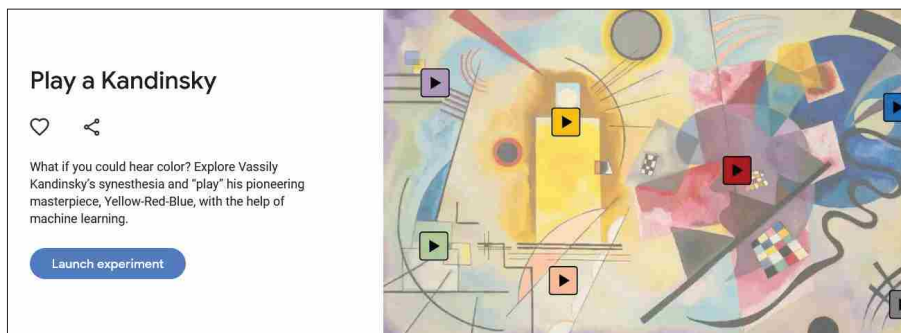 Play a Kandinsky
What if you could hear color? Explore Vassily
Kandinsky's synesthesia and "play" his pioneering
masterpiece, Yellow-Red-Blue, with the help of
machine learning.
Launch experiment